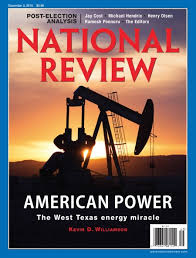 POST-ELECTION
ANALYSIS
Jay Cost | Michael Hendrix | Henry Olsen
Ramesh Ponnuru | The Editors
NATIONAL
REVIEW
AMERICAN POWER
The West Texas energy miracle
KEVIN D. WILLIAMSON